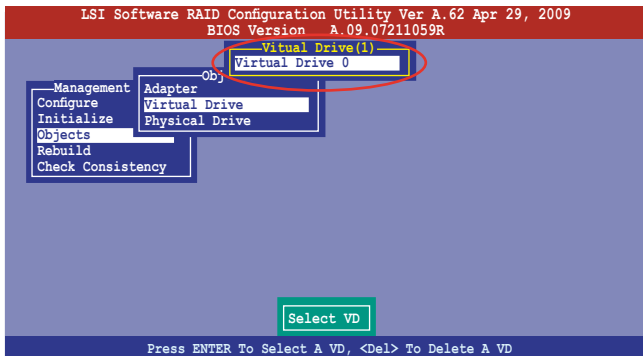 LSI Software RAID Configuration Utility Ver A.62 Apr 29, 2009
BIOS Version A.09.07211059R
Vitual Drive(1)
Virtual Drive 0
Obj
Adapter
Virtual Drive
Physical Drive
Management
Configure
Initialize
Objects
Rebuild
Check Consistency
Select VD
Press ENTER To Select A VD, <Del> To Delete A VD